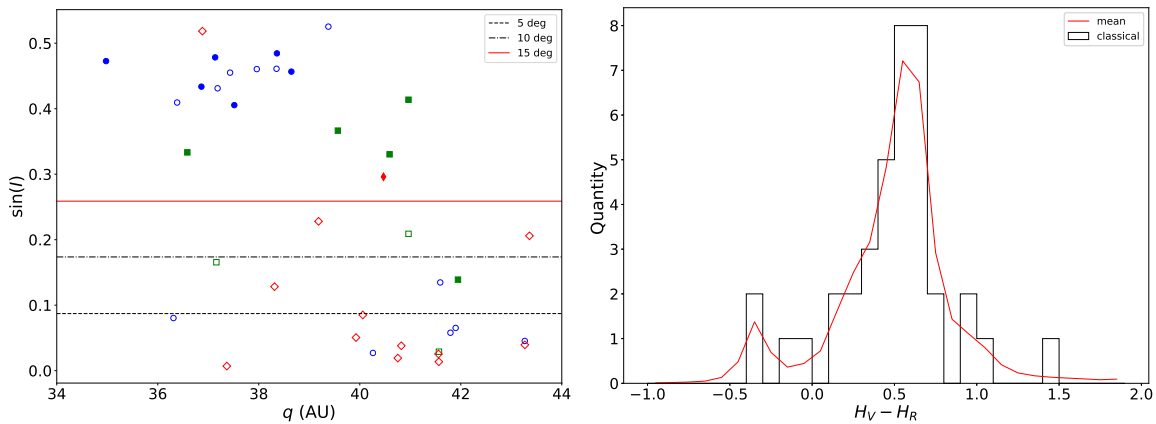 5 deg
10 deg
15 deg
0.5
0.4
0.3
0.2
0.1
0.0
sin(I)
34 36 38 40 42 44
q (AU)
mean
classical
8
7
6
5
4
3
2
1
0
Quantity
−1.0 −0.5 0.0 0.5 1.0 1.5 2.0
H_V − H_R